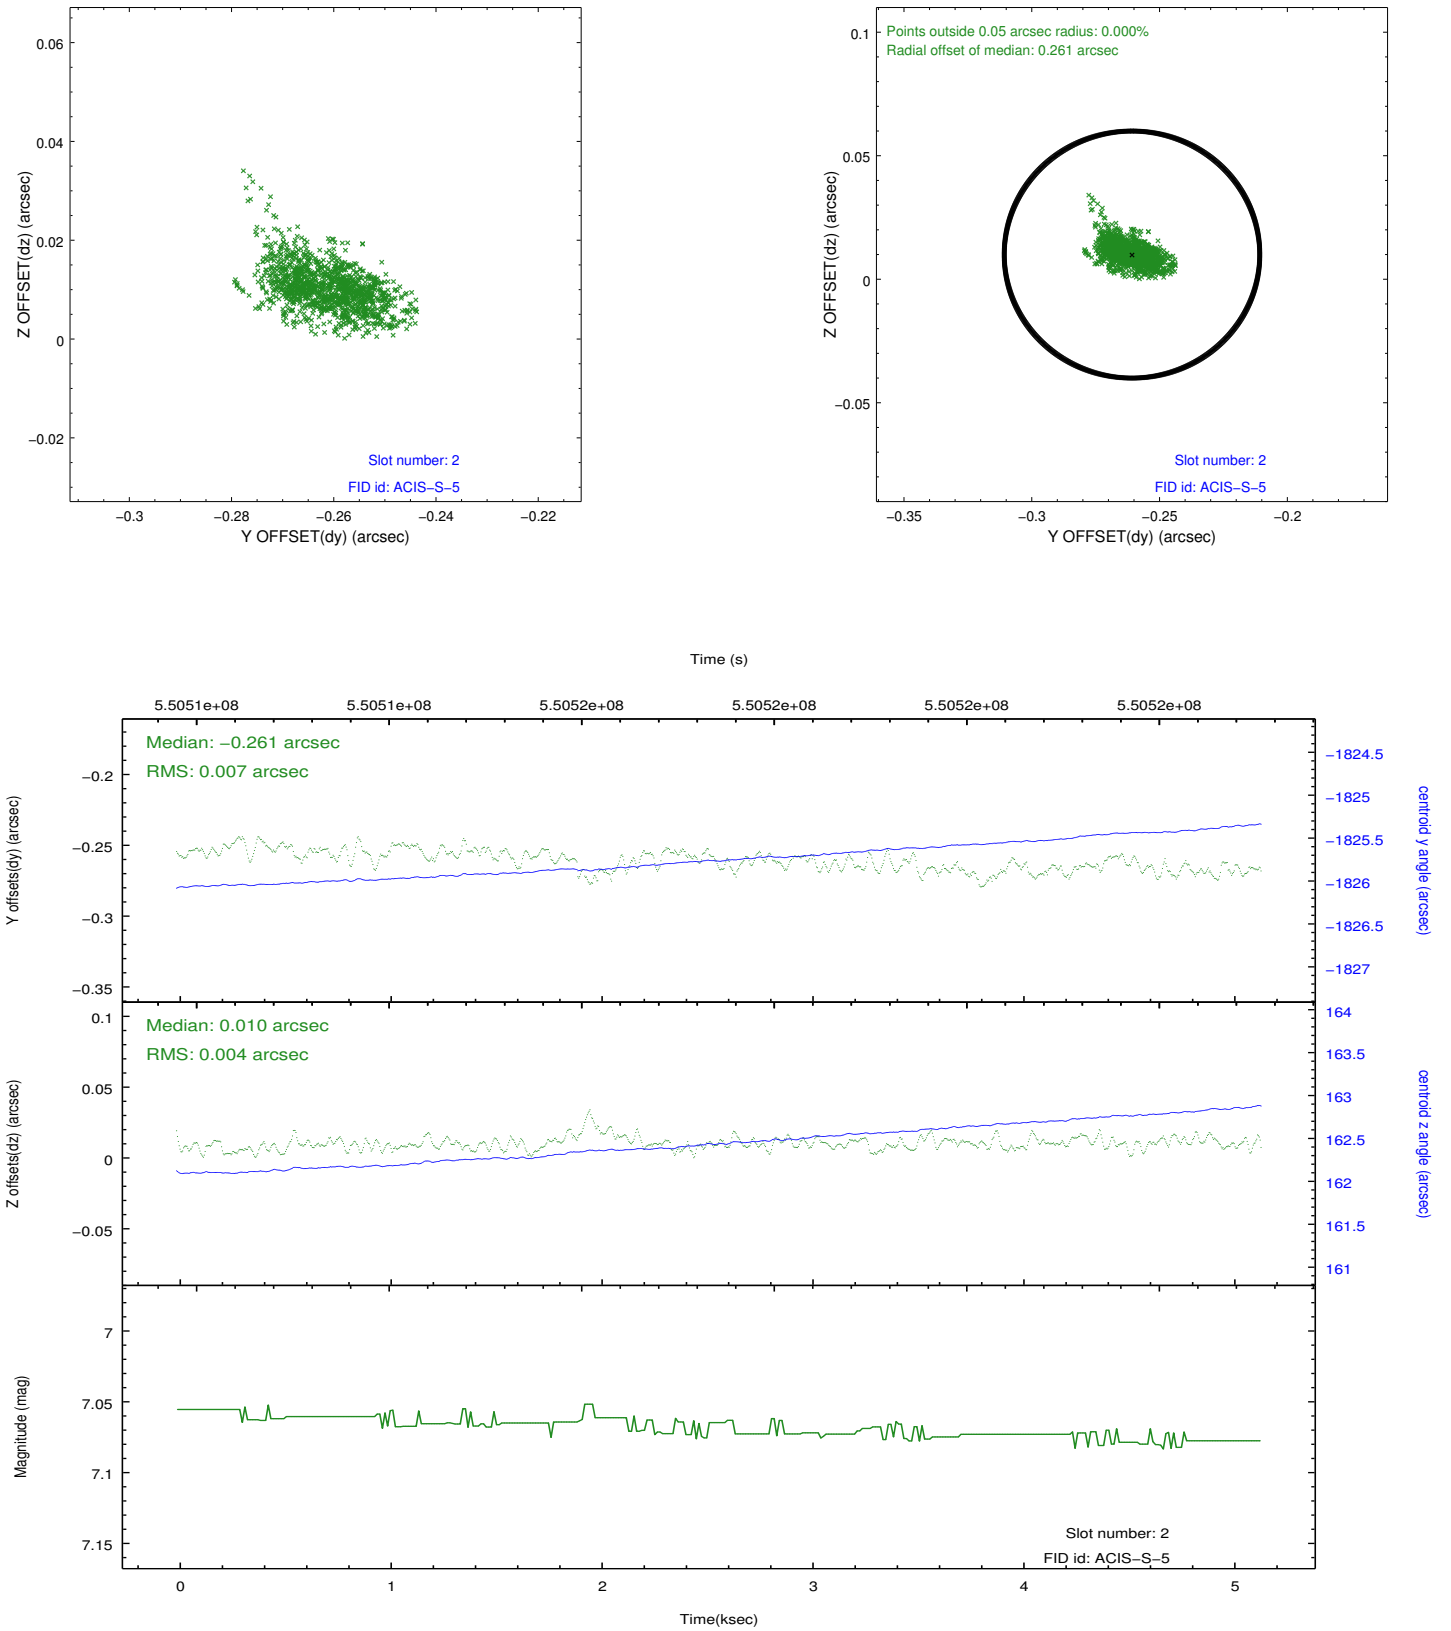 0.06
0.04
0.02
0
−0.02
Z OFFSET(dz) (arcsec)
Slot number: 2
FID id: ACIS−S−5
−0.3
−0.28
−0.26
−0.24
−0.22
Y OFFSET(dy) (arcsec)
Points outside 0.05 arcsec radius: 0.000%
Radial offset of median: 0.261 arcsec
0.1
0.05
0
−0.05
Z OFFSET(dz) (arcsec)
Slot number: 2
FID id: ACIS−S−5
−0.35
−0.3
−0.25
−0.2
Y OFFSET(dy) (arcsec)
Time (s)
5.5051e+08
5.5051e+08
5.5052e+08
5.5052e+08
5.5052e+08
5.5052e+08
Median: −0.261 arcsec
RMS: 0.007 arcsec
−0.2
−0.25
−0.3
−0.35
Y offsets(dy) (arcsec)
−1824.5
−1825
−1825.5
−1826
−1826.5
−1827
centroid y angle (arcsec)
Median: 0.010 arcsec
RMS: 0.004 arcsec
0.1
0.05
0
−0.05
Z offsets(dz) (arcsec)
164
163.5
163
162.5
162
161.5
161
centroid z angle (arcsec)
7
7.05
7.1
7.15
Magnitude (mag)
Slot number: 2
FID id: ACIS−S−5
0
1
2
3
4
5
Time(ksec)